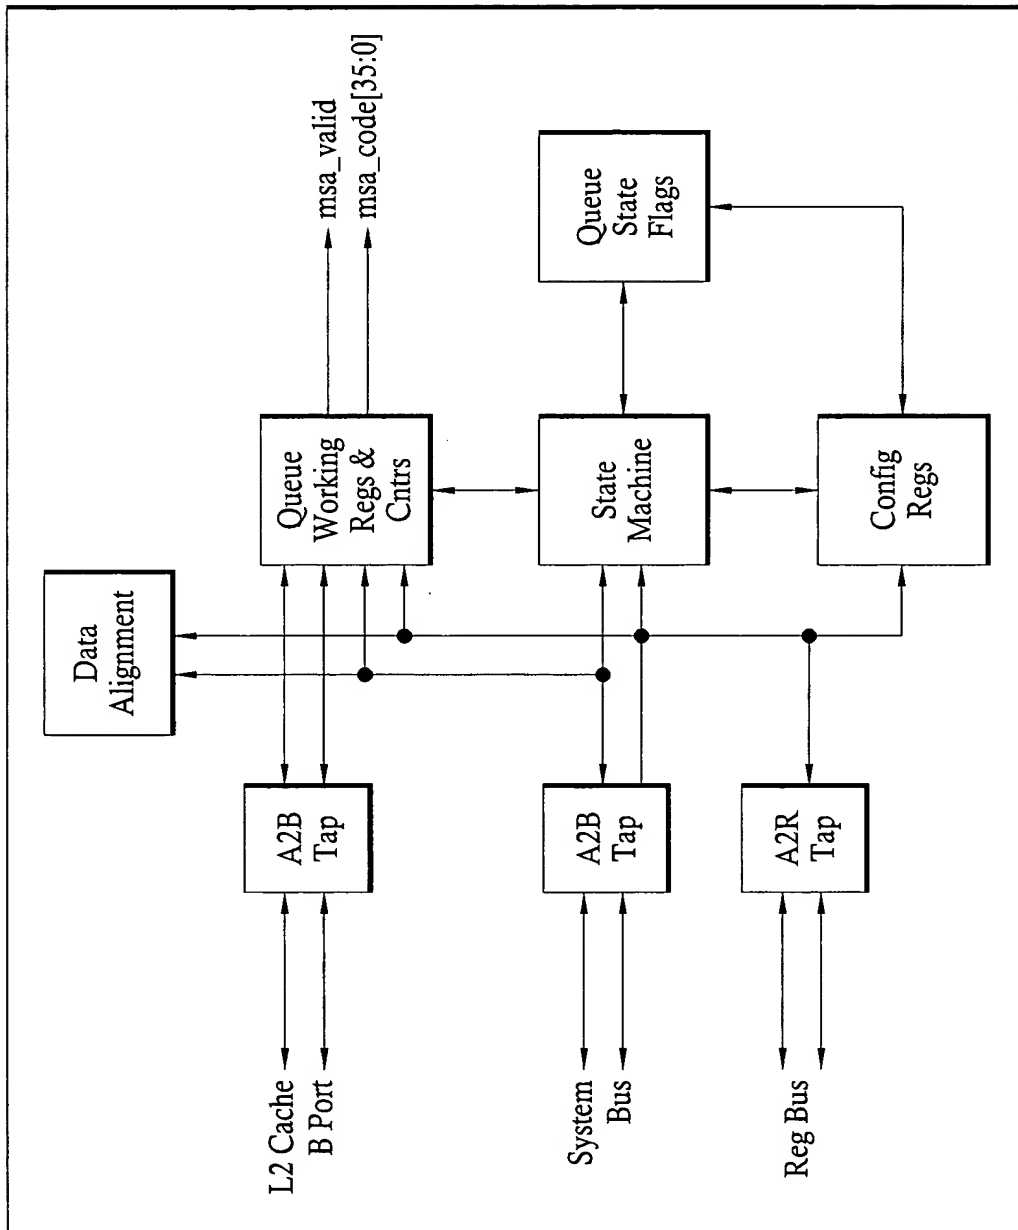 Data
Alignment
L2 Cache
B Port
A2B
Tap
Queue
Working
Regs &
Cntrs
msa_valid
msa_code[35:0]
System
Bus
A2B
Tap
State
Machine
Queue
State
Flags
Reg Bus
A2R
Tap
Config
Regs